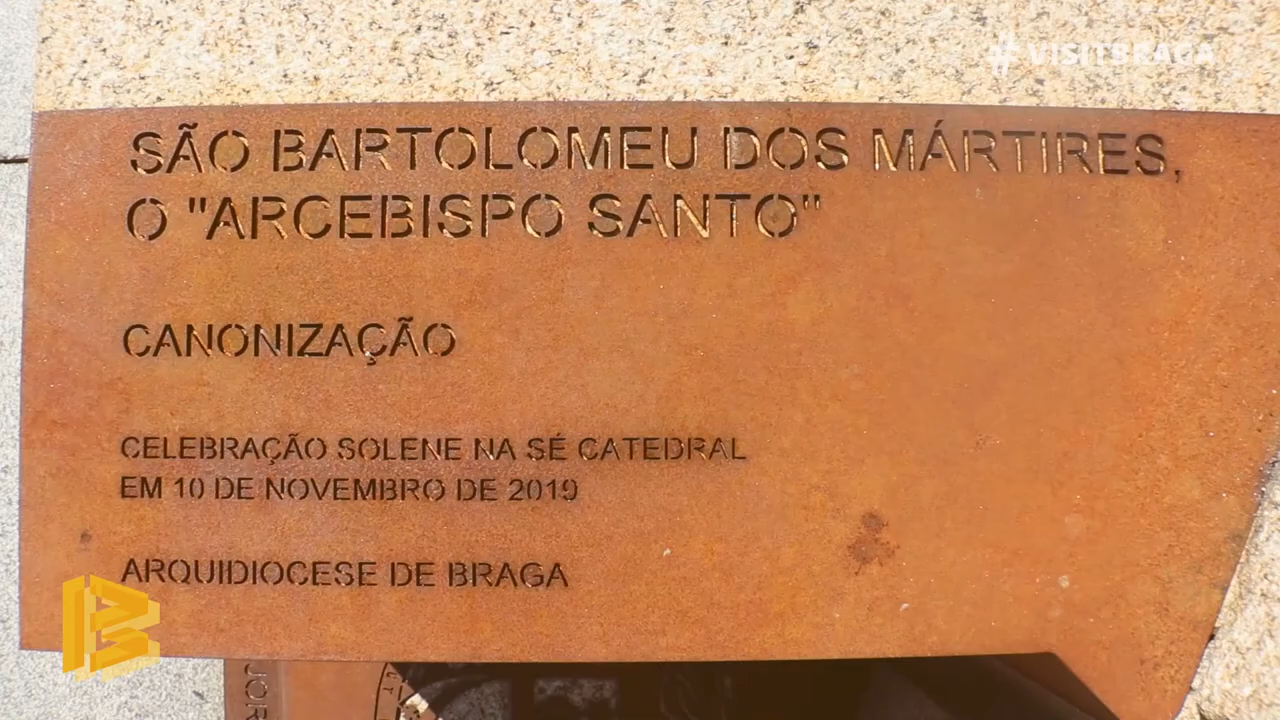 #VISITBRAGA
SÃO BARTOLOMEU DOS MÁRTIRES,
O "ARCEBISPO SANTO"
CANONIZAÇÃO
CELEBRAÇÃO SOLENE NA SÉ CATEDRAL
EM 10 DE NOVEMBRO DE 2019
ARQUIDIOCESE DE BRAGA